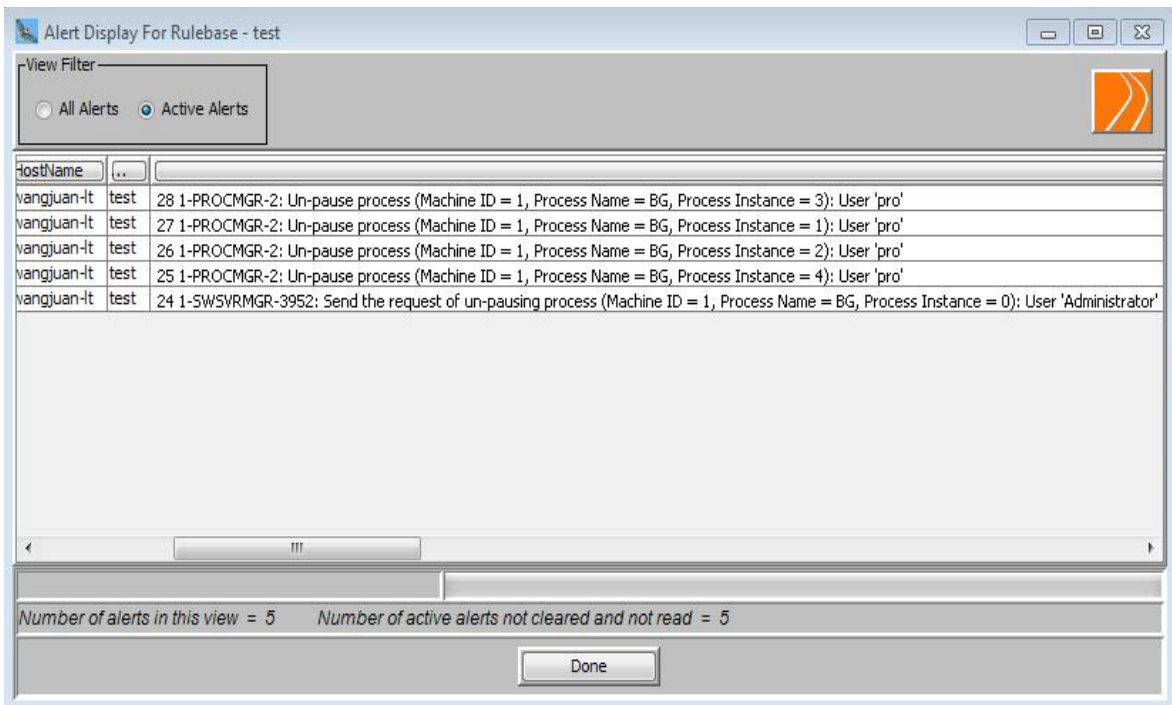 Alert Display For Rulebase - test
View Filter
All Alerts Active Alerts
HostName ...
wangjuan-lt test 28 1-PROCMGR-2: Un-pause process (Machine ID = 1, Process Name = BG, Process Instance = 3): User 'pro'
wangjuan-lt test 27 1-PROCMGR-2: Un-pause process (Machine ID = 1, Process Name = BG, Process Instance = 1): User 'pro'
wangjuan-lt test 26 1-PROCMGR-2: Un-pause process (Machine ID = 1, Process Name = BG, Process Instance = 2): User 'pro'
wangjuan-lt test 25 1-PROCMGR-2: Un-pause process (Machine ID = 1, Process Name = BG, Process Instance = 4): User 'pro'
wangjuan-lt test 24 1-SWSVRMGR-3952: Send the request of un-pausing process (Machine ID = 1, Process Name = BG, Process Instance = 0): User 'Administrator'
Number of alerts in this view = 5 Number of active alerts not cleared and not read = 5
Done